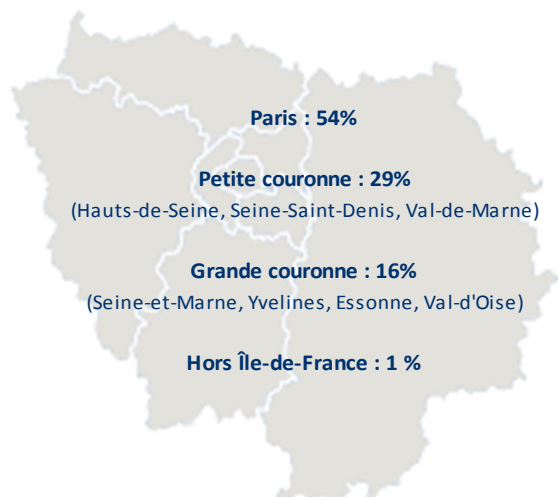 Paris : 54%
Petite couronne : 29%
(Hauts-de-Seine, Seine-Saint-Denis, Val-de-Marne)
Grande couronne : 16%
(Seine-et-Marne, Yvelines, Essonne, Val-d'Oise)
Hors Île-de-France : 1 %